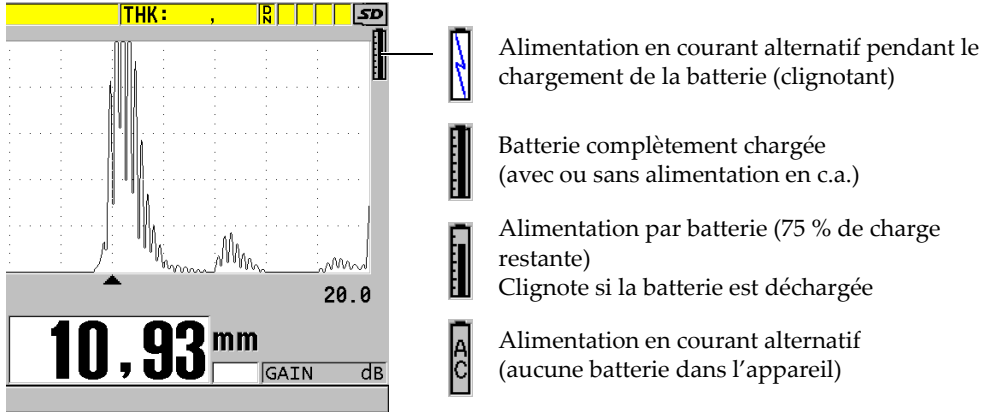 THK: ,
DN
SD
20.0
10,93 mm
GAIN dB
Alimentation en courant alternatif pendant le
chargement de la batterie (clignotant)
Batterie complètement chargée
(avec ou sans alimentation en c.a.)
Alimentation par batterie (75 % de charge
restante)
Clignote si la batterie est déchargée
AC
Alimentation en courant alternatif
(aucune batterie dans l’appareil)